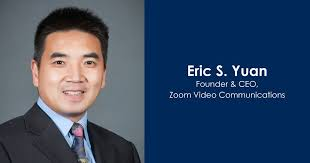 Eric S. Yuan
Founder & CEO,
Zoom Video Communications